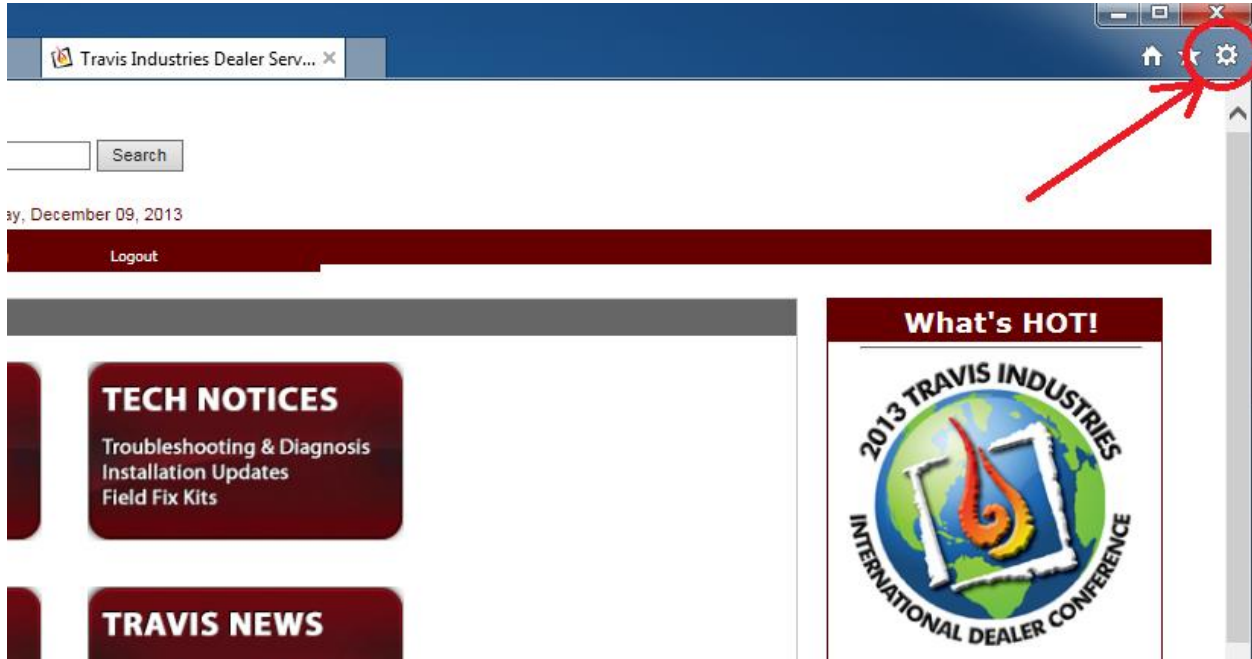 Travis Industries Dealer Serv...
Search
ay, December 09, 2013
Logout
What's HOT!
2013 TRAVIS INDUSTRIES
INTERNATIONAL DEALER CONFERENCE
TECH NOTICES
Troubleshooting & Diagnosis
Installation Updates
Field Fix Kits
TRAVIS NEWS